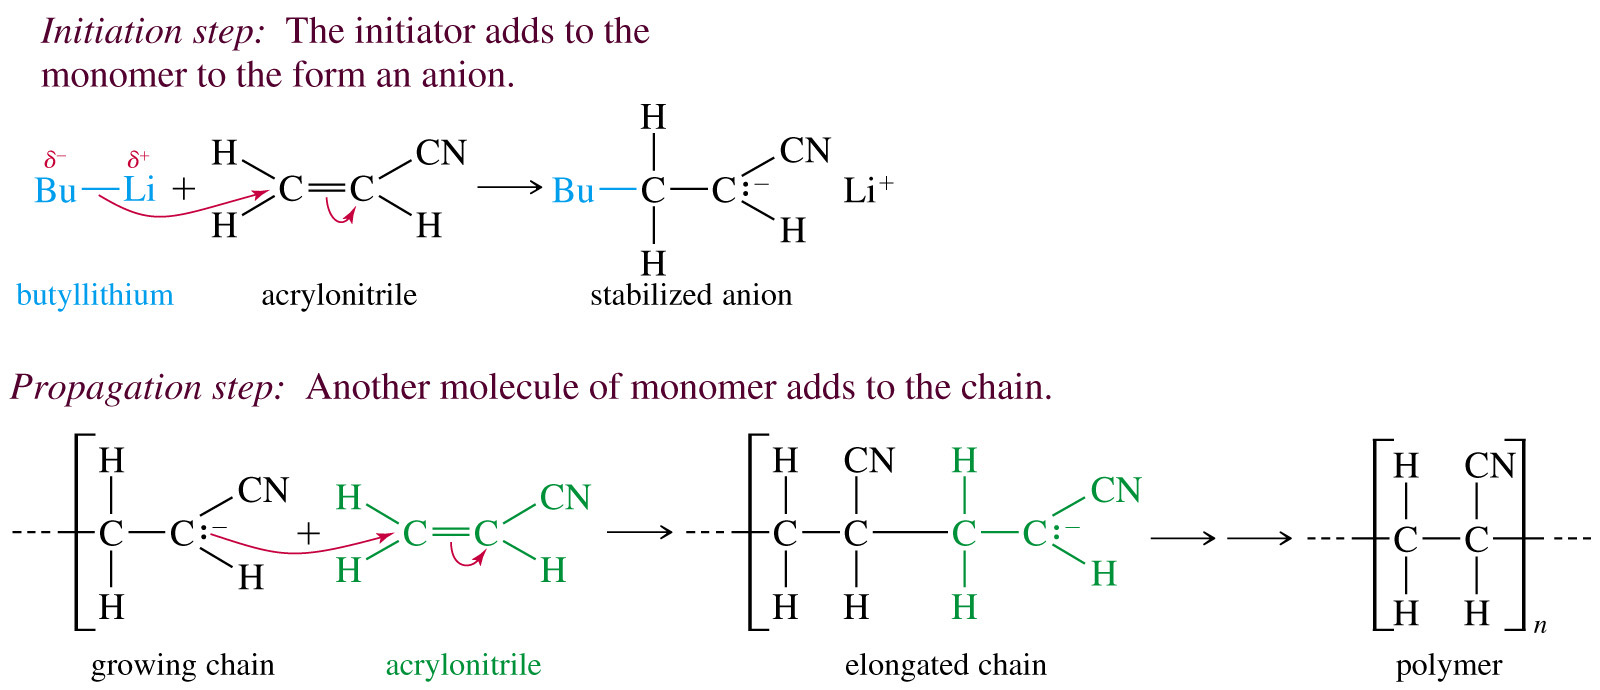 Initiation step: The initiator adds to the
monomer to the form an anion.
H
δ− δ+ H CN CN
Bu—Li + C=C → Bu—C—C:− Li+
H H H
H
butyllithium acrylonitrile stabilized anion
Propagation step: Another molecule of monomer adds to the chain.
H H CN H H CN
CN H CN CN
C—C:− + C=C → C—C—C—C:− → → C—C
H H H H
H H H H H H n
growing chain acrylonitrile elongated chain polymer